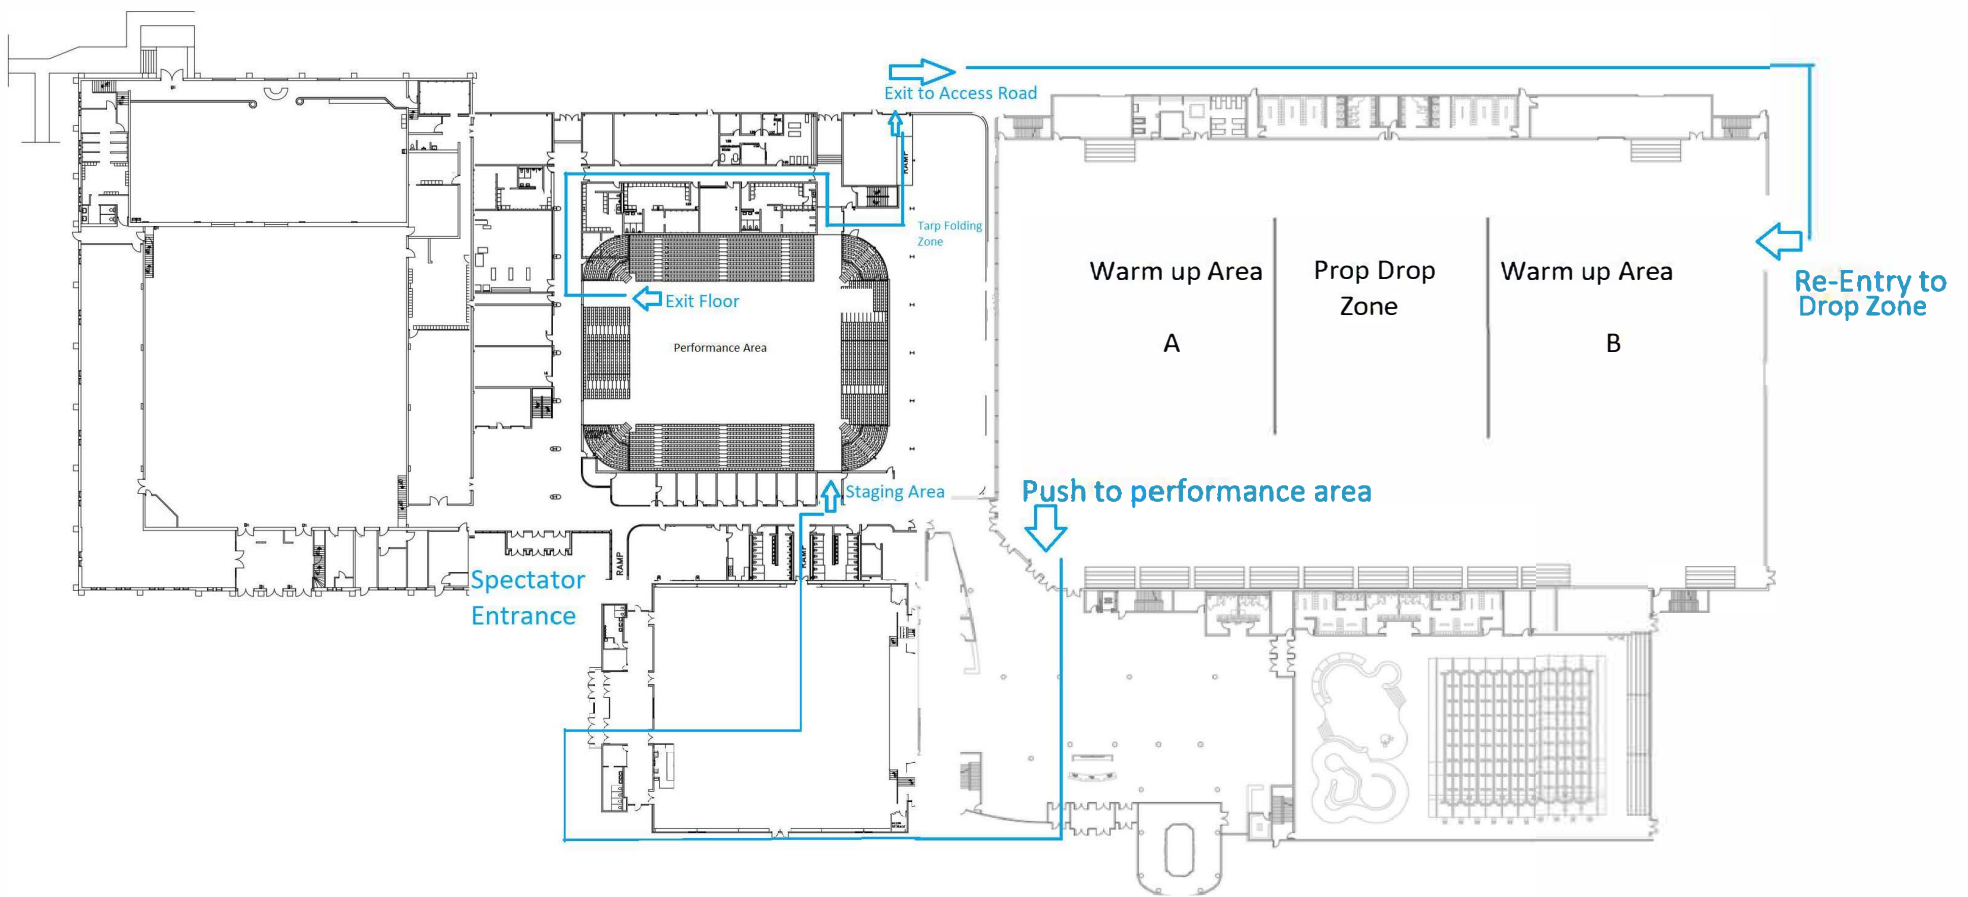 Exit to Access Road
RAMP
Tarp Folding
Zone
Exit Floor
Performance Area
Warm up Area
A
Prop Drop
Zone
Warm up Area
B
Re-Entry to
Drop Zone
Staging Area
Push to performance area
RAMP
RAMP
Spectator
Entrance